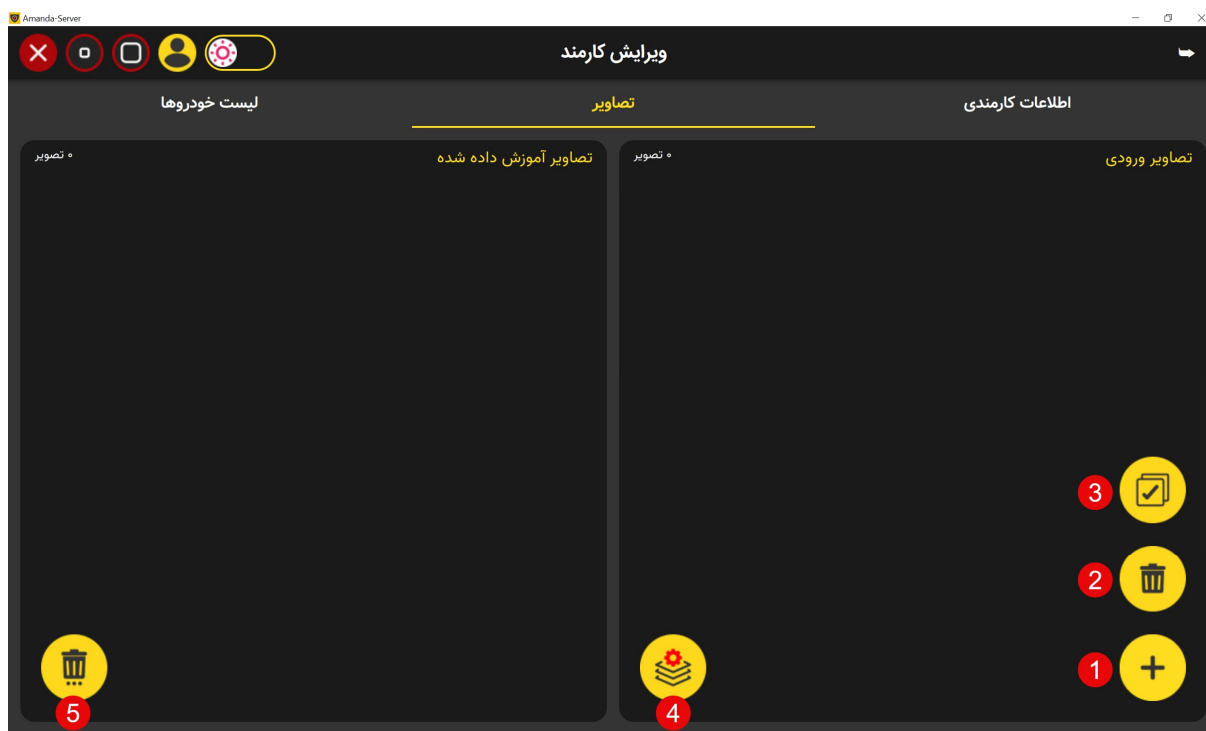 Amanda-Server
ویرایش کارمند
اطلاعات کارمندی
تصاویر
لیست خودروها
تصاویر ورودی
۰ تصویر
تصاویر آموزش داده شده
۰ تصویر
3
2
1
4
5